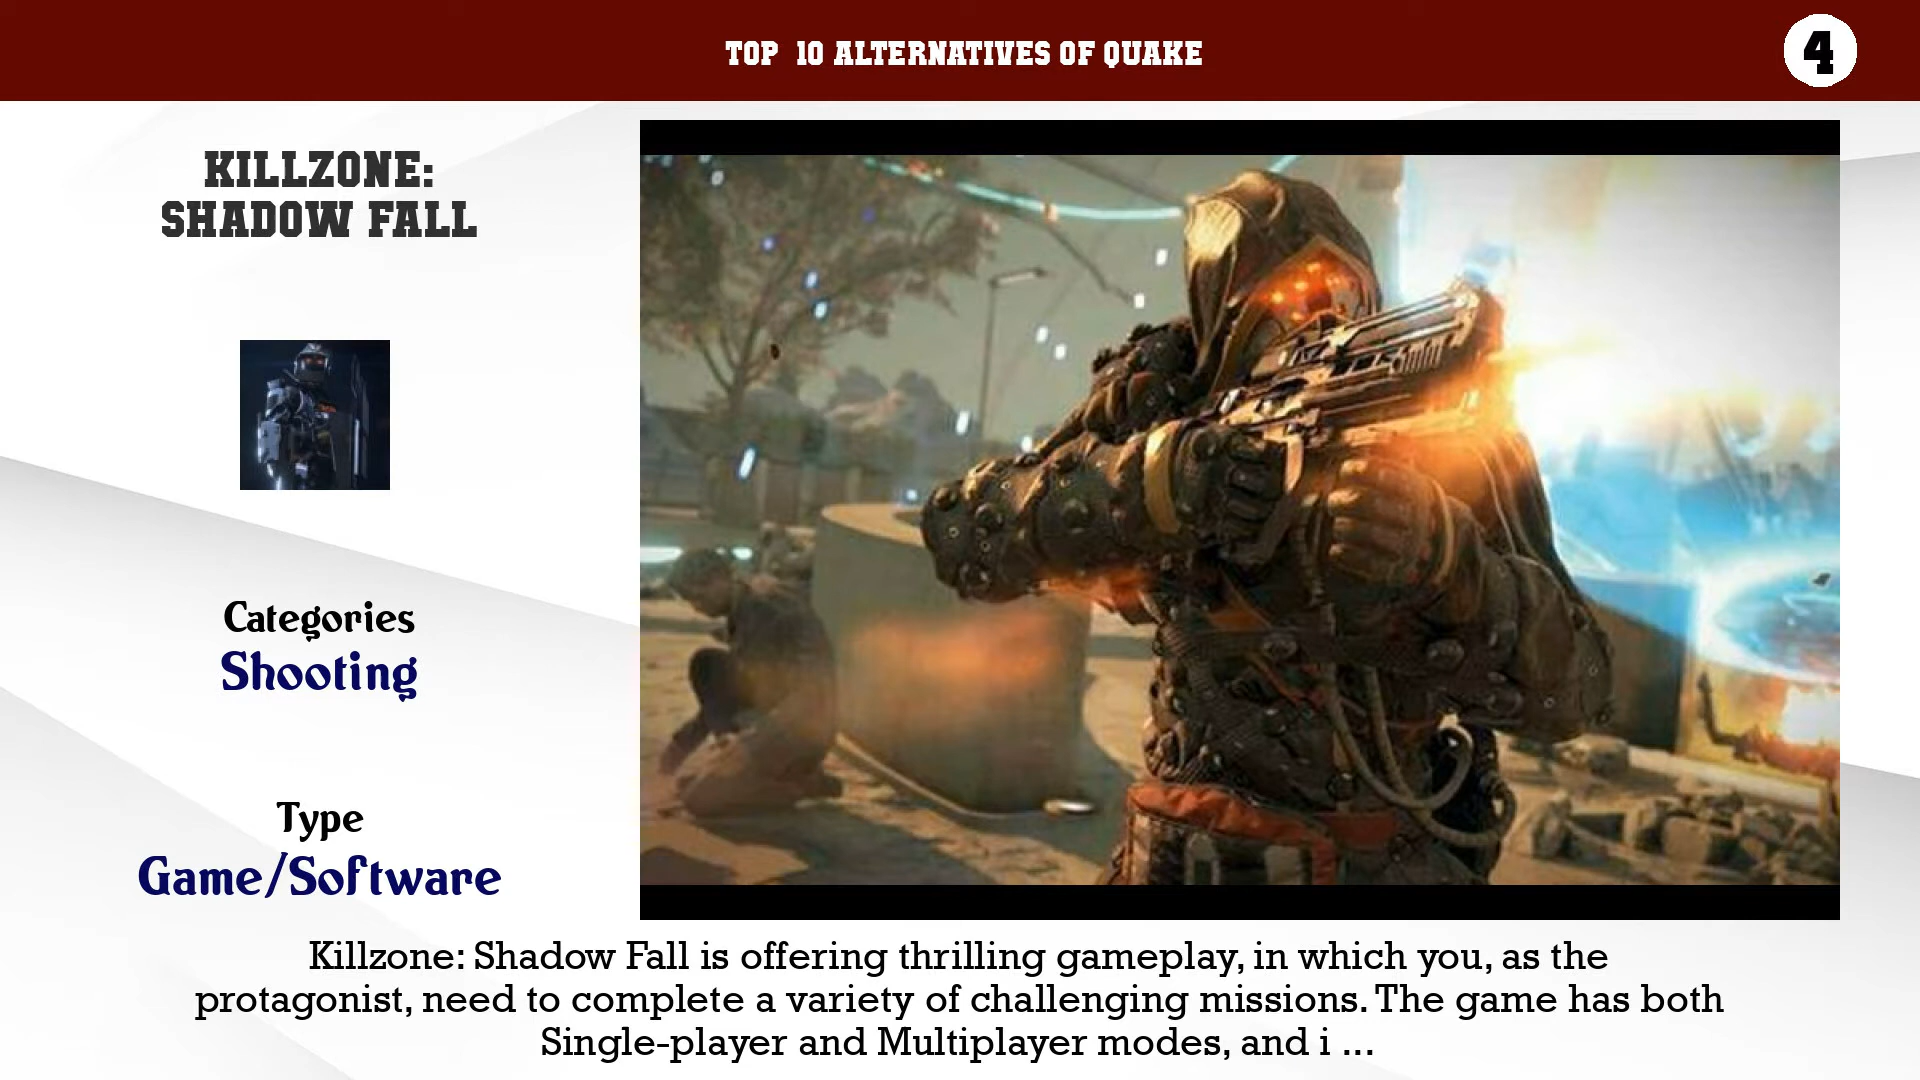 TOP 10 ALTERNATIVES OF QUAKE
4
KILLZONE:
SHADOW FALL
Categories
Shooting
Type
Game/Software
Killzone: Shadow Fall is offering thrilling gameplay, in which you, as the
protagonist, need to complete a variety of challenging missions. The game has both
Single-player and Multiplayer modes, and i ...